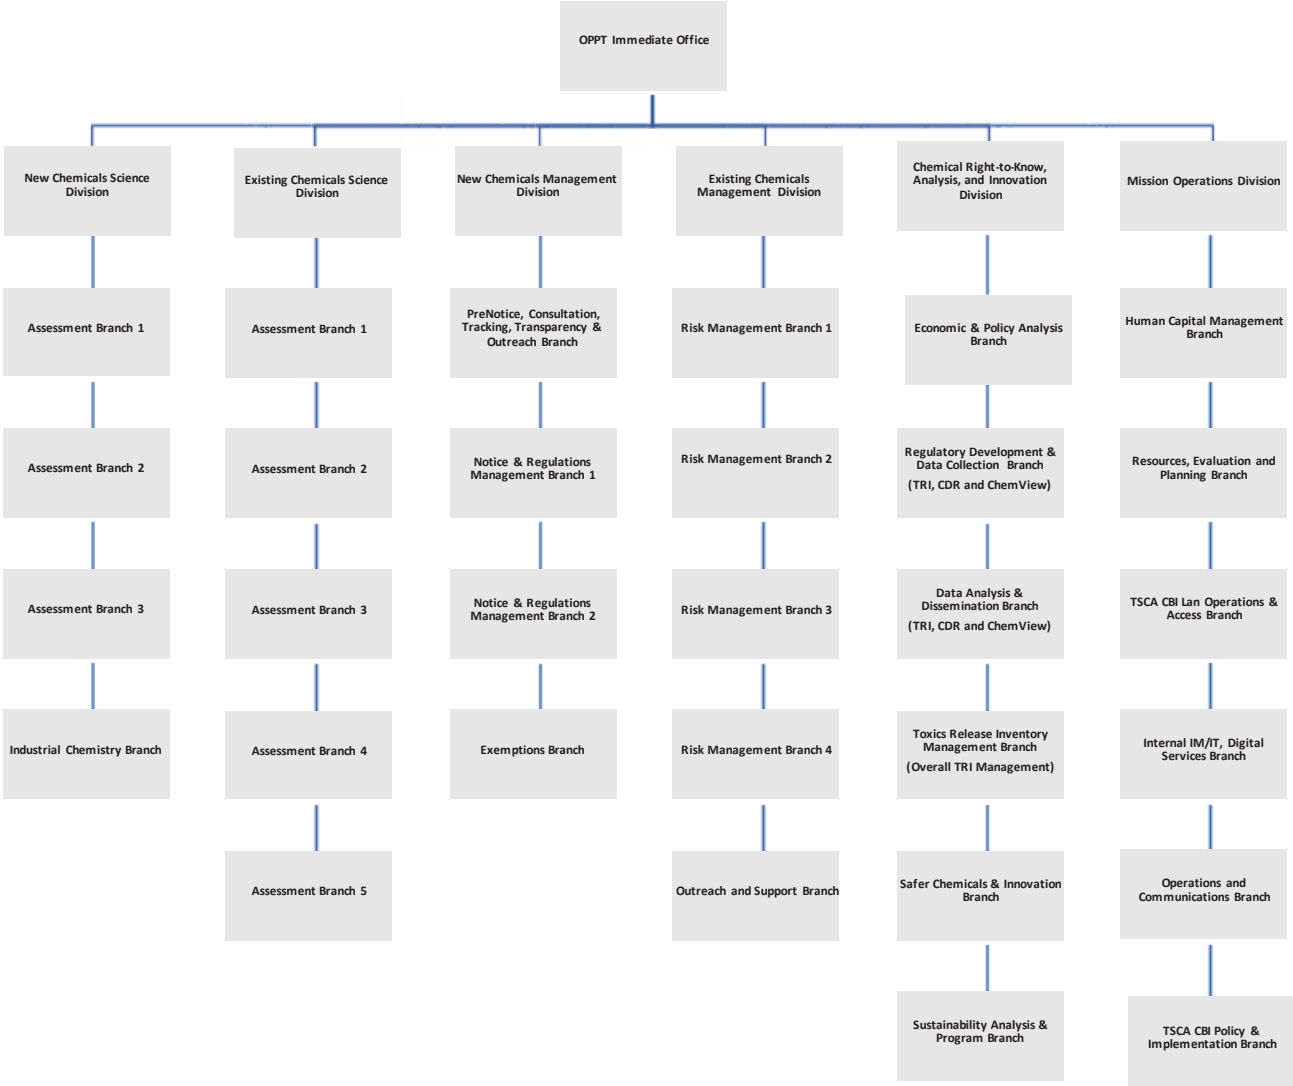 OPPT Immediate Office
New Chemicals Science
Division
Existing Chemicals Science
Division
New Chemicals Management
Division
Existing Chemicals
Management Division
Chemical Right-to-Know,
Analysis, and Innovation
Division
Mission Operations Division
Assessment Branch 1
Assessment Branch 1
PreNotice, Consultation,
Tracking, Transparency &
Outreach Branch
Risk Management Branch 1
Economic & Policy Analysis
Branch
Human Capital Management
Branch
Assessment Branch 2
Assessment Branch 2
Notice & Regulations
Management Branch 1
Risk Management Branch 2
Regulatory Development &
Data Collection Branch
(TRI, CDR and ChemView)
Resources, Evaluation and
Planning Branch
Assessment Branch 3
Assessment Branch 3
Notice & Regulations
Management Branch 2
Risk Management Branch 3
Data Analysis &
Dissemination Branch
(TRI, CDR and ChemView)
TSCA CBI Lan Operations &
Access Branch
Industrial Chemistry Branch
Assessment Branch 4
Exemptions Branch
Risk Management Branch 4
Toxics Release Inventory
Management Branch
(Overall TRI Management)
Internal IM/IT, Digital
Services Branch
Assessment Branch 5
Outreach and Support Branch
Safer Chemicals & Innovation
Branch
Operations and
Communications Branch
Sustainability Analysis &
Program Branch
TSCA CBI Policy &
Implementation Branch